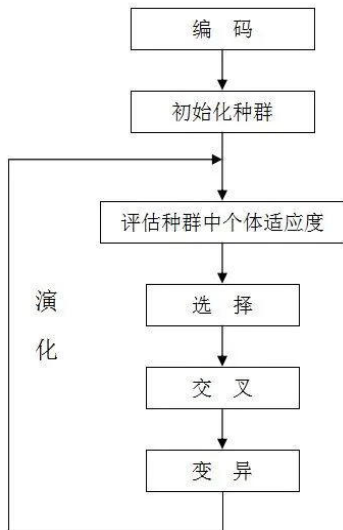 编 码
初始化种群
评估种群中个体适应度
选 择
演
化
交 叉
变 异